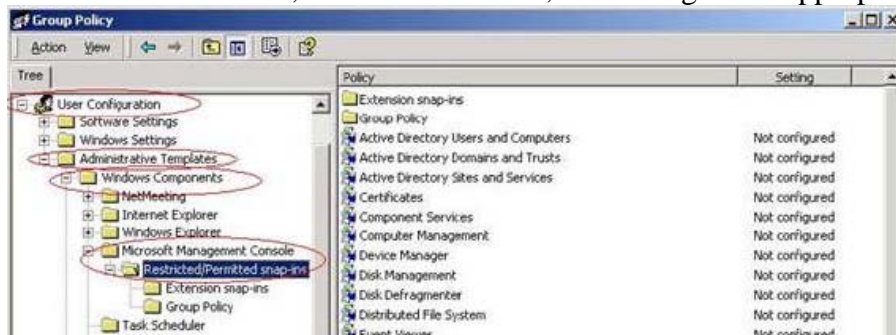 Group Policy
Action View
Tree
User Configuration
Software Settings
Windows Settings
Administrative Templates
Windows Components
NetMeeting
Internet Explorer
Windows Explorer
Microsoft Management Console
Restricted/Permitted snap-ins
Extension snap-ins
Group Policy
Task Scheduler
Policy Setting
Extension snap-ins
Group Policy
Active Directory Users and Computers Not configured
Active Directory Domains and Trusts Not configured
Active Directory Sites and Services Not configured
Certificates Not configured
Component Services Not configured
Computer Management Not configured
Device Manager Not configured
Disk Management Not configured
Disk Defragmenter Not configured
Distributed File System Not configured
Event Viewer Not configured